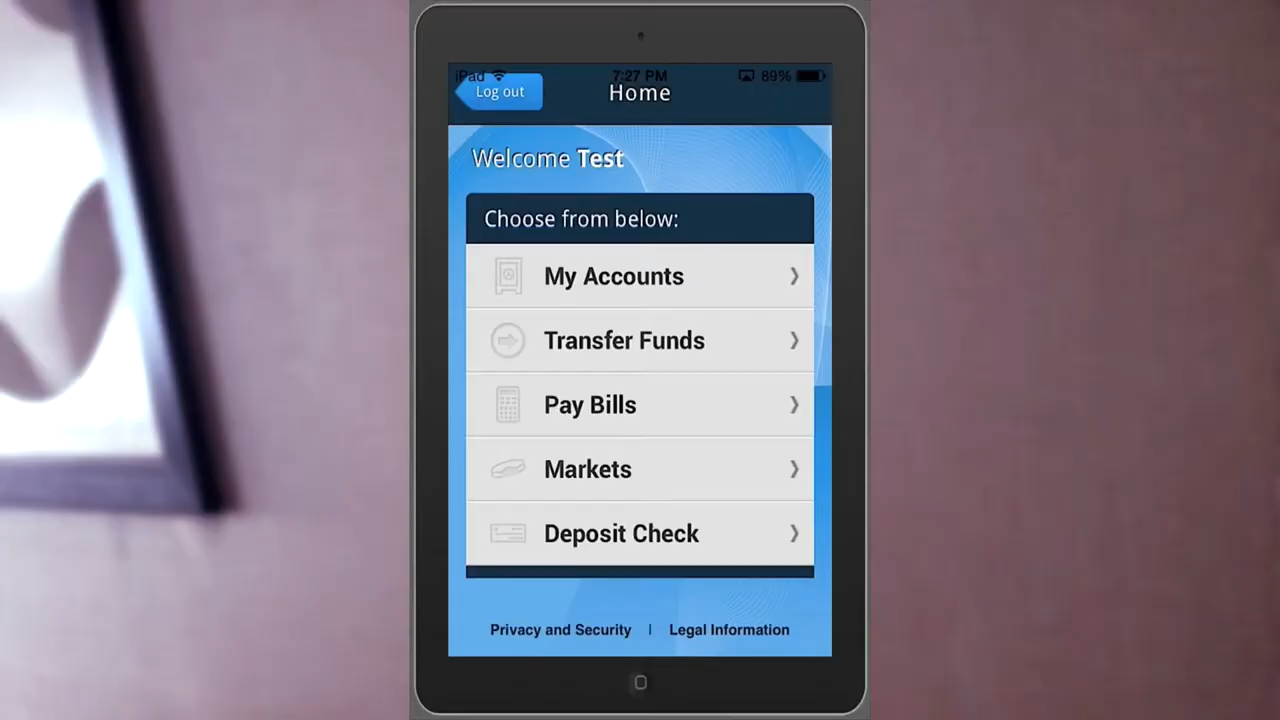 iPad 7:27 PM 89%
Log out Home
Welcome Test
Choose from below:
My Accounts
Transfer Funds
Pay Bills
Markets
Deposit Check
Privacy and Security | Legal Information